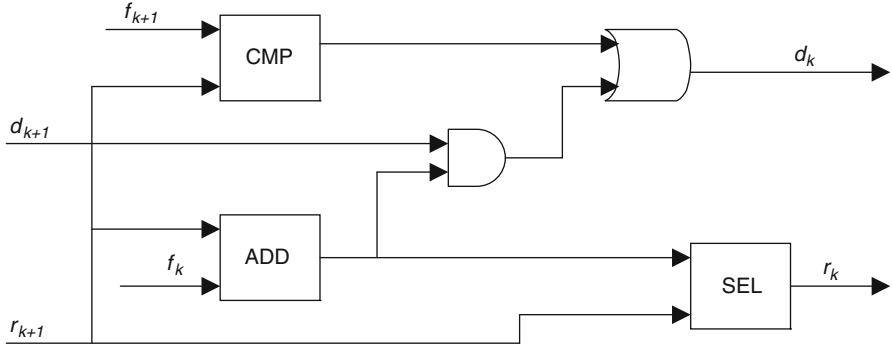 f_{k+1}
CMP
d_k
d_{k+1}
ADD
f_k
SEL
r_k
r_{k+1}